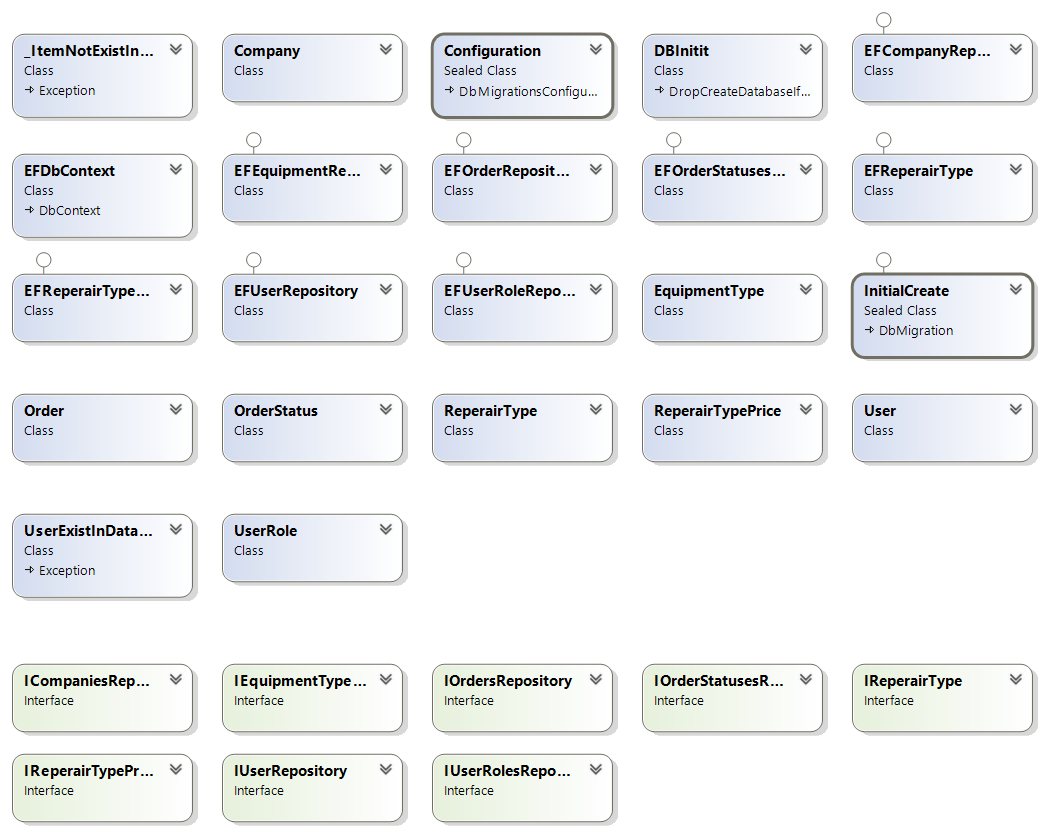 _ItemNotExistIn...
Class
Exception
Company
Class
Configuration
Sealed Class
DbMigrationsConfigu...
DBInitit
Class
DropCreateDatabaseIf...
EFCompanyRep...
Class
EFDbContext
Class
DbContext
EFEquipmentRe...
Class
EFOrderReposit...
Class
EFOrderStatuses...
Class
EFReperairType
Class
EFReperairType...
Class
EFUserRepository
Class
EFUserRoleRepo...
Class
EquipmentType
Class
InitialCreate
Sealed Class
DbMigration
Order
Class
OrderStatus
Class
ReperairType
Class
ReperairTypePrice
Class
User
Class
UserExistInData...
Class
Exception
UserRole
Class
ICompaniesRep...
Interface
IEquipmentType...
Interface
IOrdersRepository
Interface
IOrderStatusesR...
Interface
IReperairType
Interface
IReperairTypePr...
Interface
IUserRepository
Interface
IUserRolesRepo...
Interface